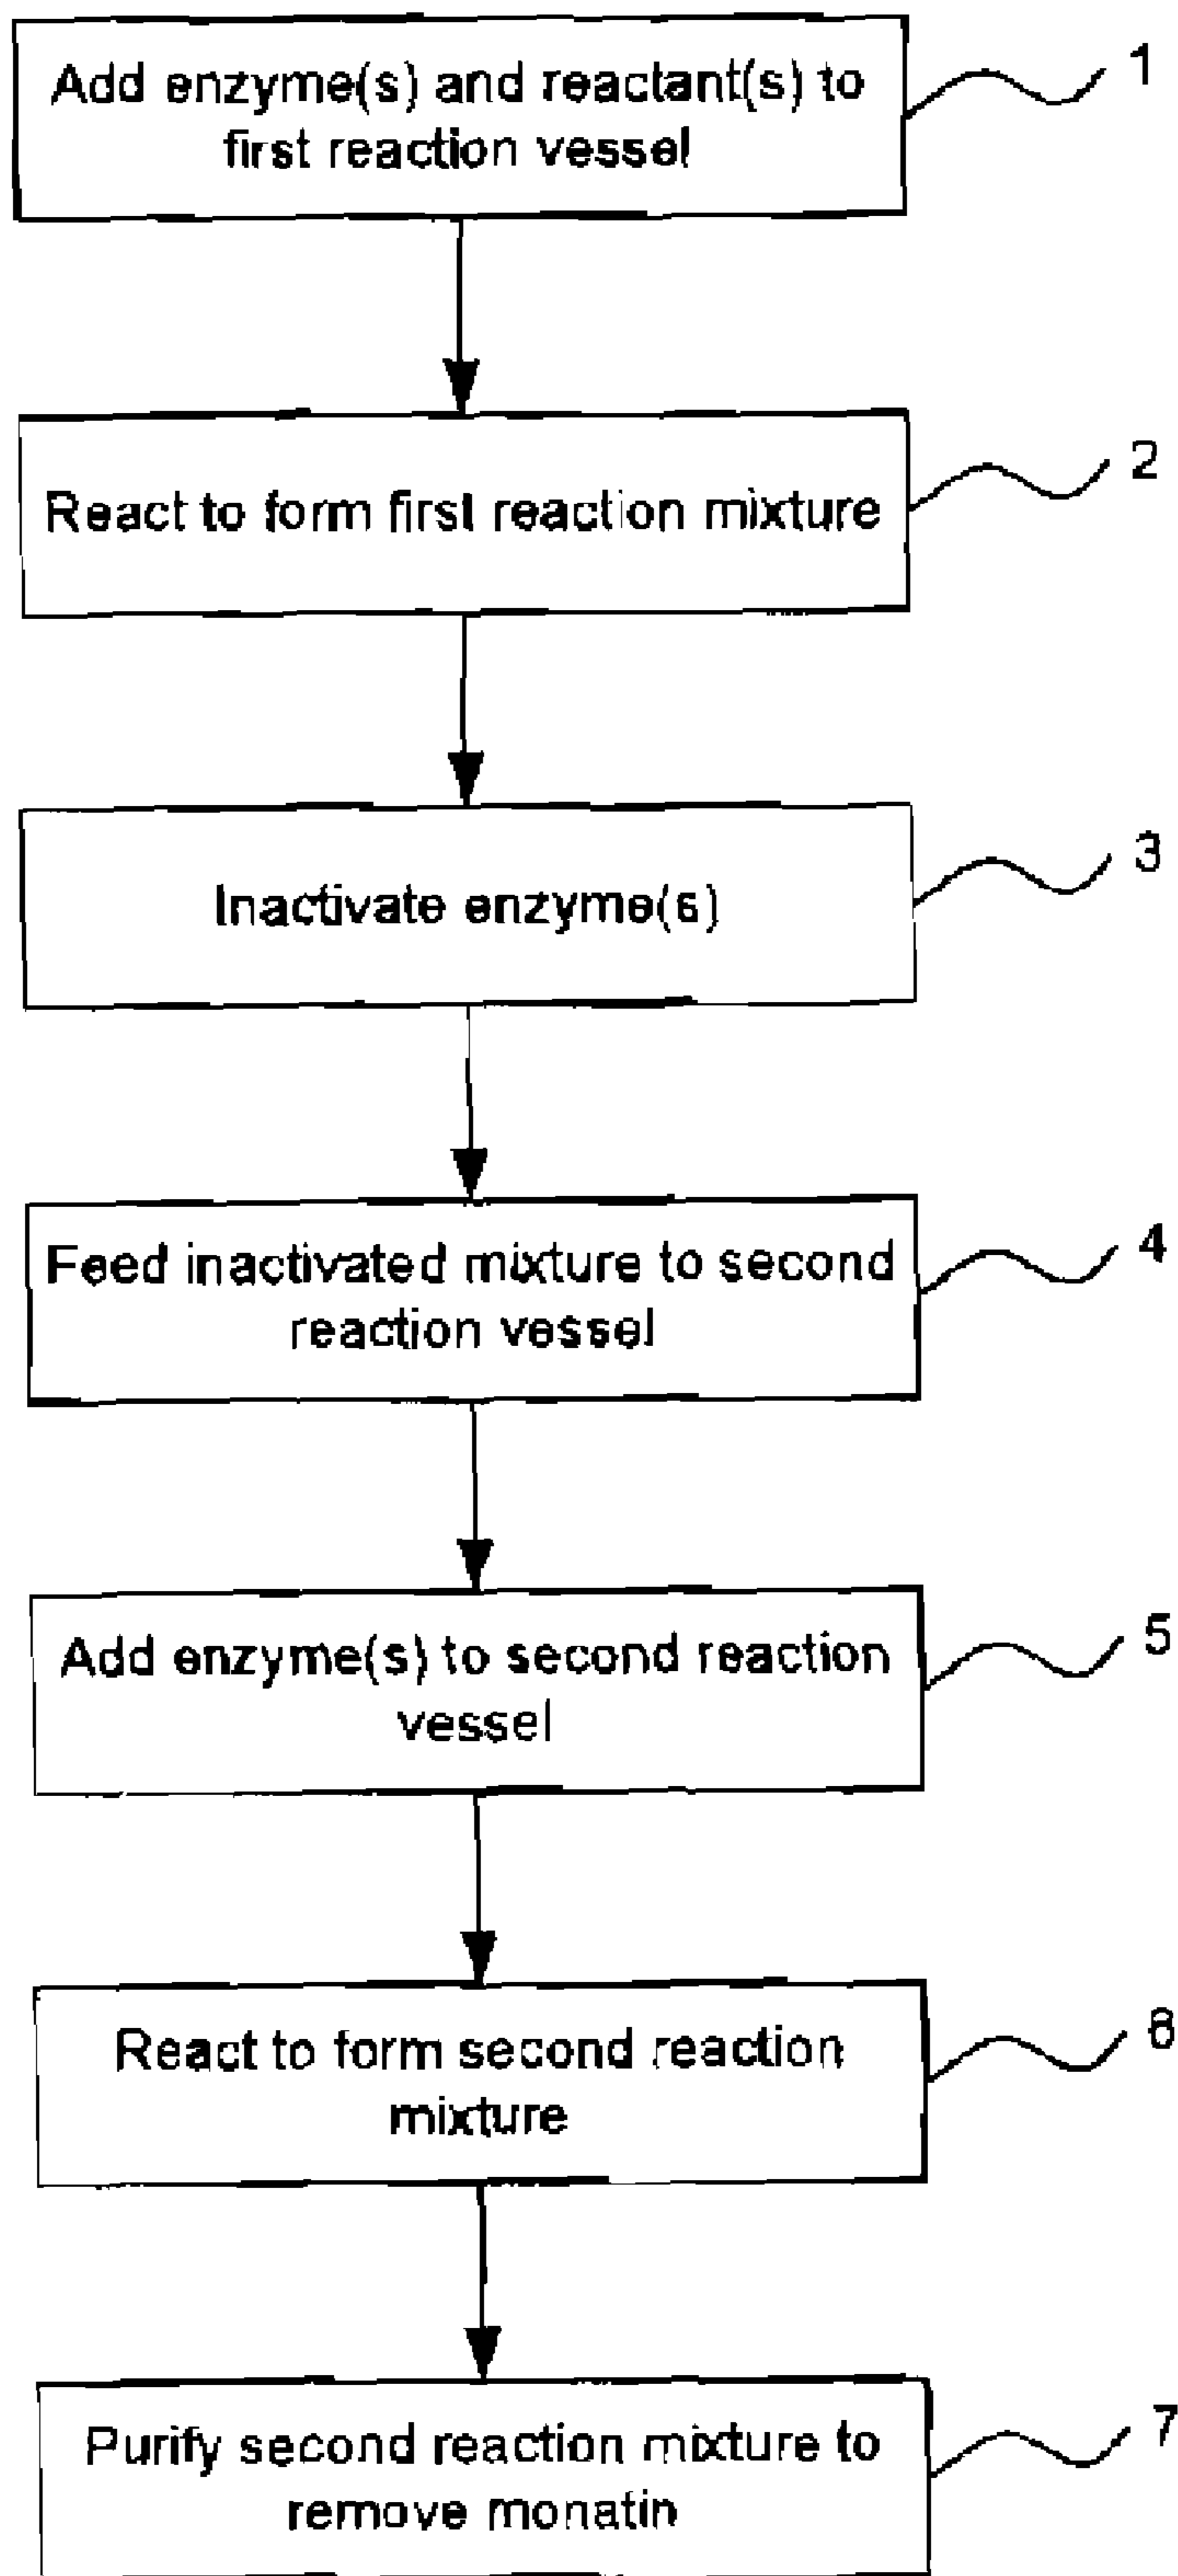 Add enzyme(s) and reactant(s) to
first reaction vessel
1
React to form first reaction mixture
2
Inactivate enzyme(s)
3
Feed inactivated mixture to second
reaction vessel
4
Add enzyme(s) to second reaction
vessel
5
React to form second reaction
mixture
6
Purify second reaction mixture to
remove monatin
7